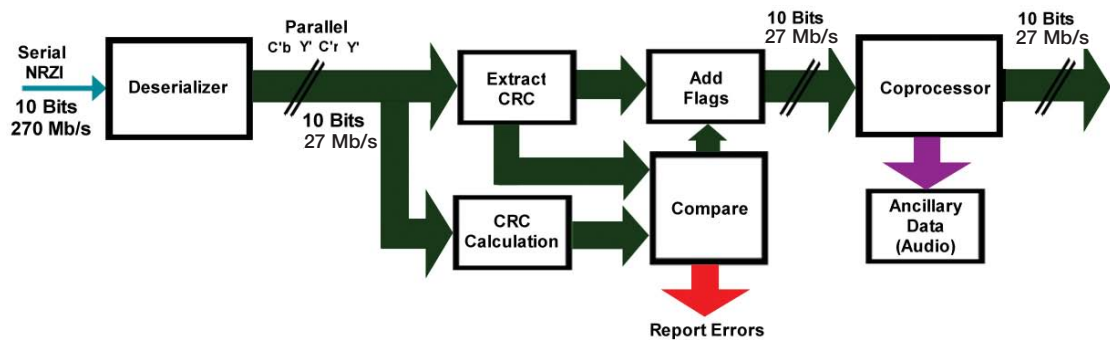 Serial
NRZI
10 Bits
270 Mb/s
Deserializer
Parallel
C'b Y' C'r Y'
10 Bits
27 Mb/s
Extract
CRC
CRC
Calculation
Add
Flags
Compare
Report Errors
10 Bits
27 Mb/s
Coprocessor
Ancillary
Data
(Audio)
10 Bits
27 Mb/s